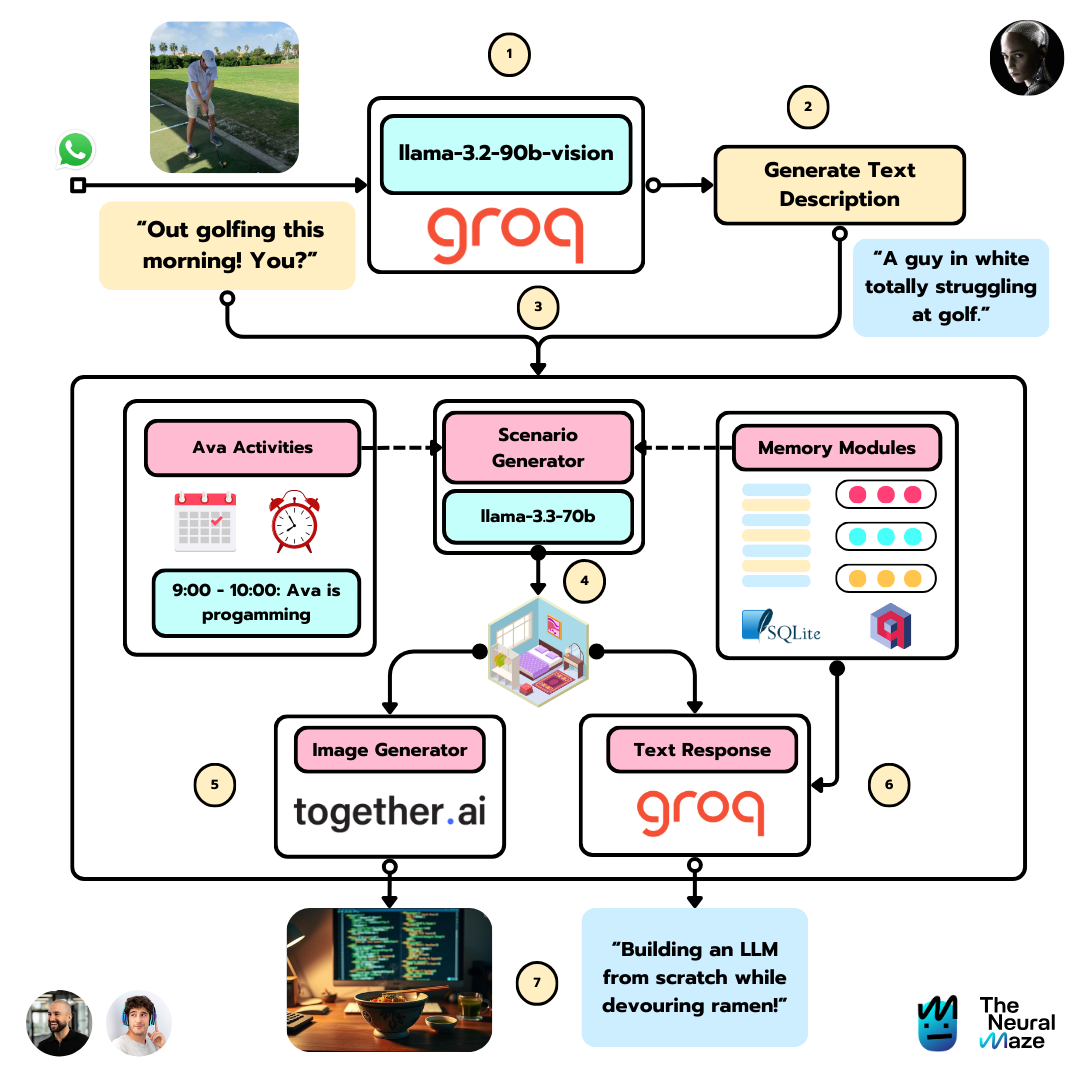 1
2
llama-3.2-90b-vision
groq
Generate Text
Description
“Out golfing this
morning! You?”
“A guy in white
totally struggling
at golf.”
3
Ava Activities
9:00 - 10:00: Ava is
progamming
Scenario
Generator
llama-3.3-70b
Memory Modules
SQLite
4
5
Image Generator
together.ai
Text Response
groq
6
7
“Building an LLM
from scratch while
devouring ramen!”
The
Neural
Maze